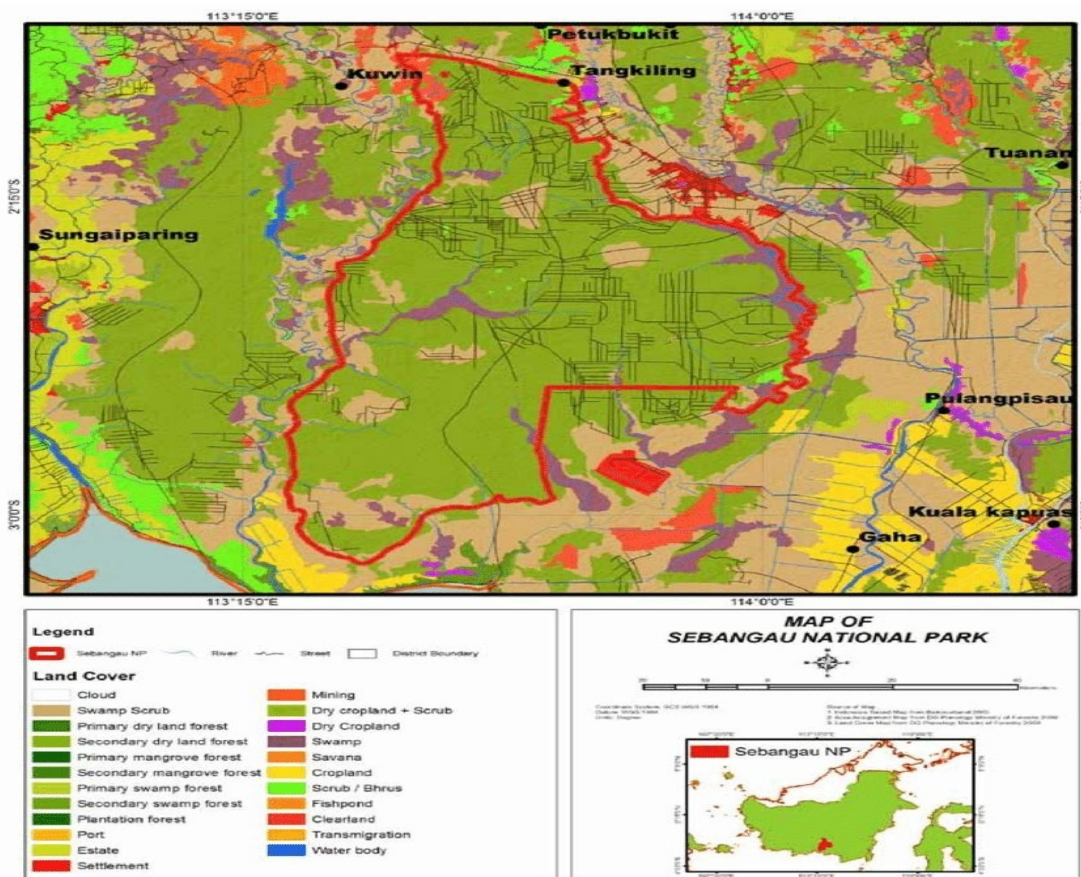 113°15'0"E 114°0'0"E
Petukbukit
Kuwin
Tangkiling
Tuanan
2°15'0"S
Sungaiparing
Pulangpisau
3°0'0"S
Kuala kapuas
Gaha
113°15'0"E 114°0'0"E
Legend
Sebangau NP River Street District Boundary
Land Cover
Cloud
Swamp Scrub
Primary dry land forest
Secondary dry land forest
Primary mangrove forest
Secondary mangrove forest
Primary swamp forest
Secondary swamp forest
Plantation forest
Port
Estate
Settlement
Mining
Dry cropland + Scrub
Dry Cropland
Swamp
Savana
Cropland
Scrub / Bhrus
Fishpond
Clearland
Transmigration
Water body
MAP OF
SEBANGAU NATIONAL PARK
Sebangau NP